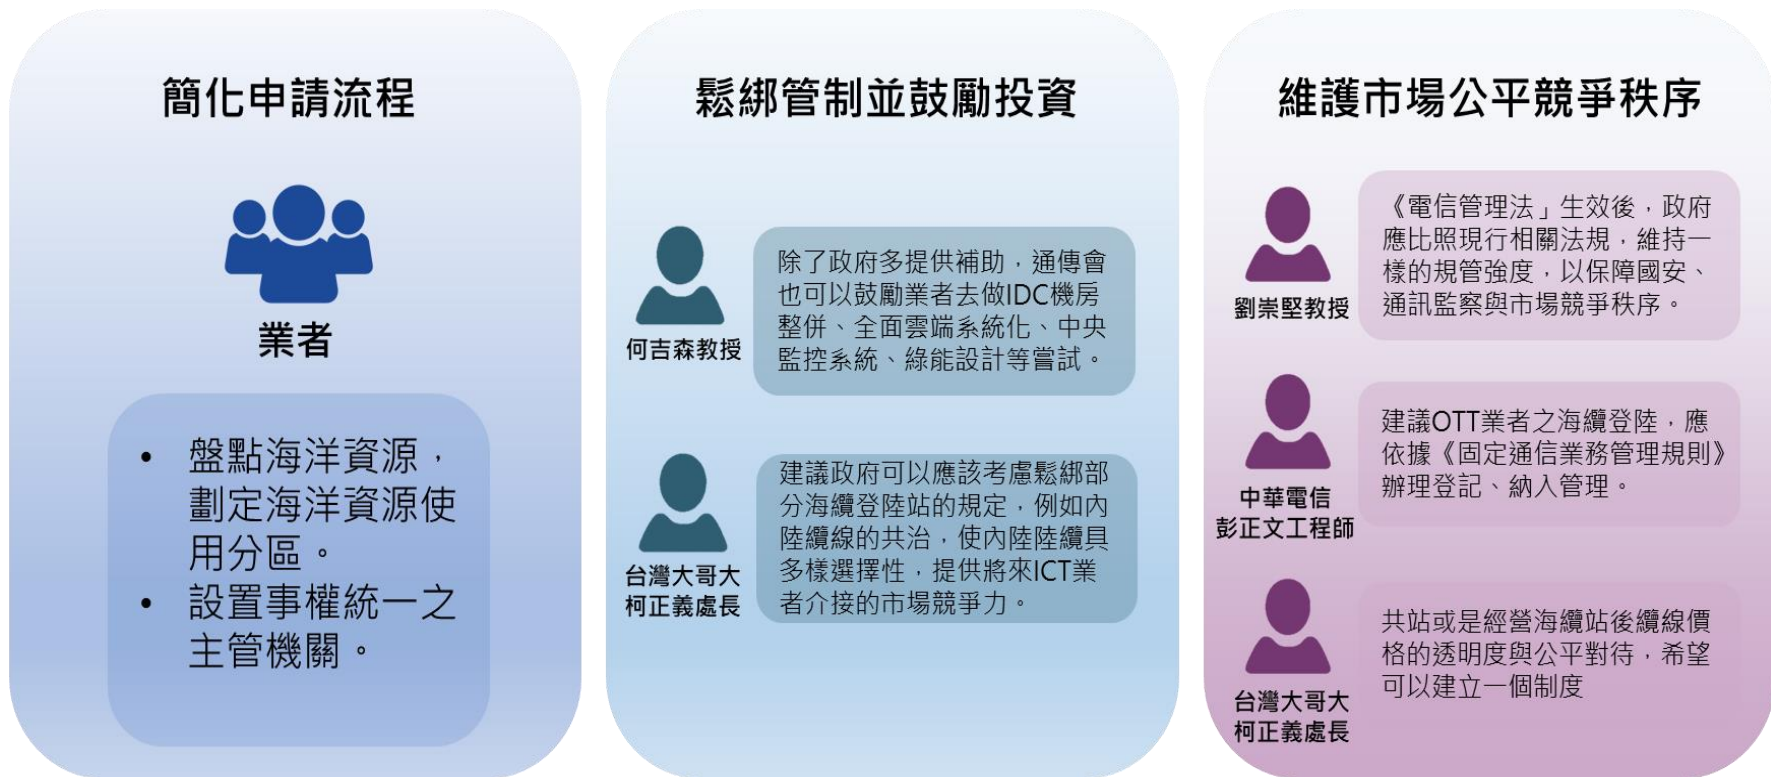 簡化申請流程
業者
• 盤點海洋資源，
劃定海洋資源使
用分區。
• 設置事權統一之
主管機關。
鬆綁管制並鼓勵投資
何吉森教授
除了政府多提供補助，通傳會
也可以鼓勵業者去做IDC機房
整併、全面雲端系統化、中央
監控系統、綠能設計等嘗試。
台灣大哥大
柯正義處長
建議政府可以應該考慮鬆綁部
分海纜登陸站的規定，例如內
陸纜線的共治，使內陸陸纜具
多樣選擇性，提供將來ICT業
者介接的市場競爭力。
維護市場公平競爭秩序
劉崇堅教授
《電信管理法」生效後，政府
應比照現行相關法規，維持一
樣的規管強度，以保障國安、
通訊監察與市場競爭秩序。
中華電信
彭正文工程師
建議OTT業者之海纜登陸，應
依據《固定通信業務管理規則》
辦理登記、納入管理。
台灣大哥大
柯正義處長
共站或是經營海纜站後纜線價
格的透明度與公平對待，希望
可以建立一個制度